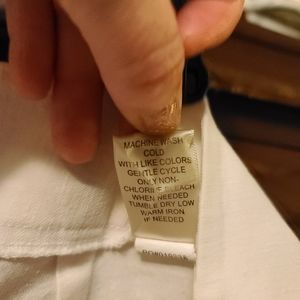 MACHINE WASH
COLD
WITH LIKE COLORS
GENTLE CYCLE
ONLY NON-
CHLORINE BLEACH
WHEN NEEDED
TUMBLE DRY LOW
WARM IRON
IF NEEDED